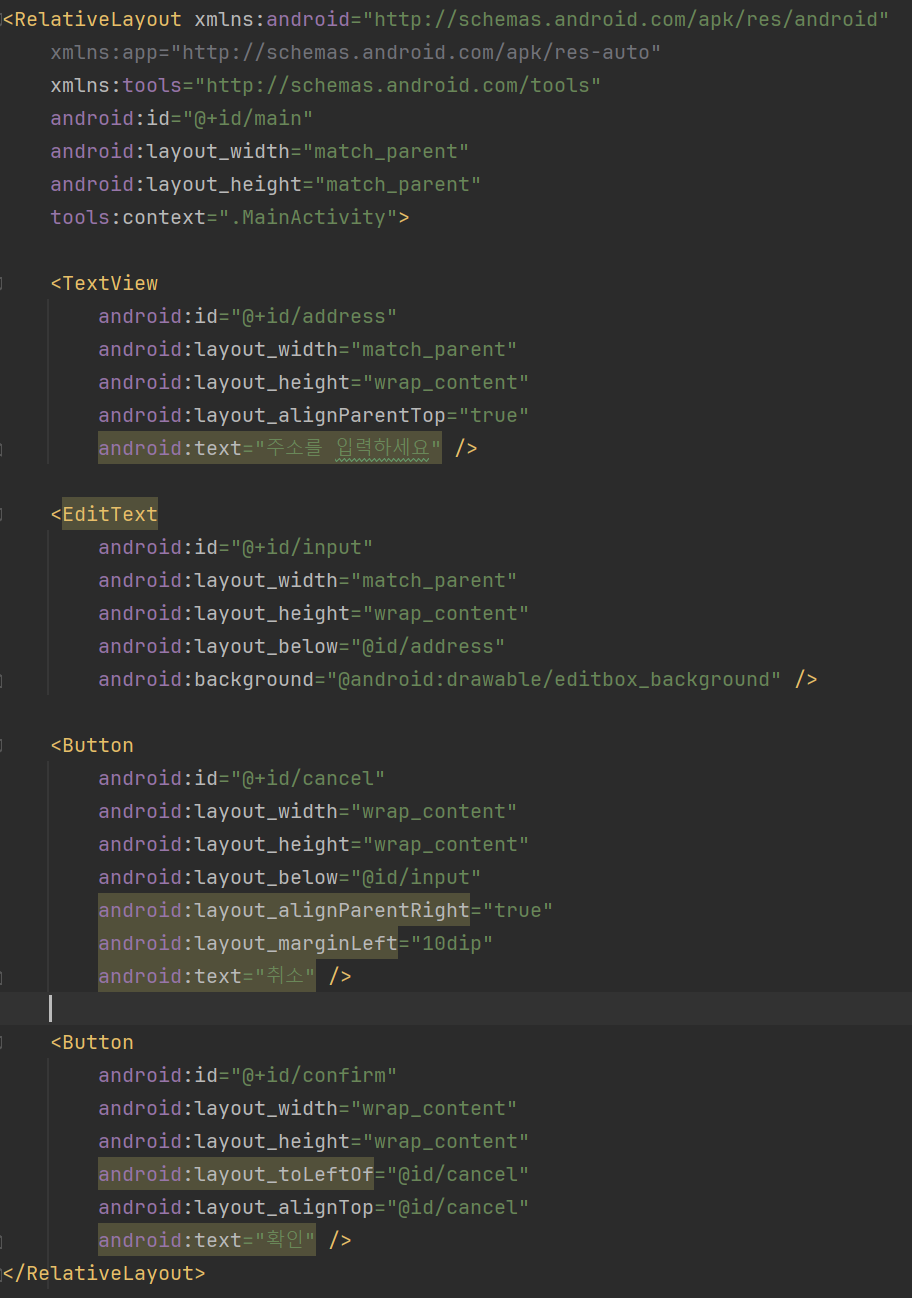 <RelativeLayout xmlns:android="http://schemas.android.com/apk/res/android"
    xmlns:app="http://schemas.android.com/apk/res-auto"
    xmlns:tools="http://schemas.android.com/tools"
    android:id="@+id/main"
    android:layout_width="match_parent"
    android:layout_height="match_parent"
    tools:context=".MainActivity">

    <TextView
        android:id="@+id/address"
        android:layout_width="match_parent"
        android:layout_height="wrap_content"
        android:layout_alignParentTop="true"
        android:text="주소를 입력하세요" />

    <EditText
        android:id="@+id/input"
        android:layout_width="match_parent"
        android:layout_height="wrap_content"
        android:layout_below="@id/address"
        android:background="@android:drawable/editbox_background" />

    <Button
        android:id="@+id/cancel"
        android:layout_width="wrap_content"
        android:layout_height="wrap_content"
        android:layout_below="@id/input"
        android:layout_alignParentRight="true"
        android:layout_marginLeft="10dip"
        android:text="취소" />

    <Button
        android:id="@+id/confirm"
        android:layout_width="wrap_content"
        android:layout_height="wrap_content"
        android:layout_toLeftOf="@id/cancel"
        android:layout_alignTop="@id/cancel"
        android:text="확인" />
</RelativeLayout>